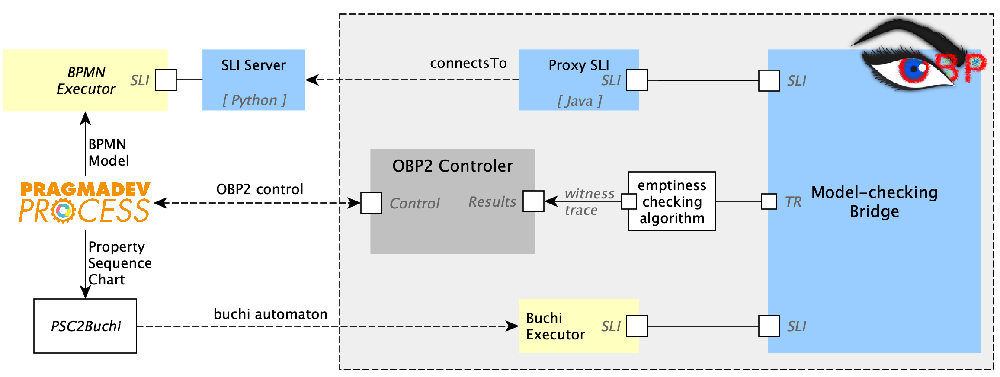 BPMN
Executor
SLI
SLI Server
[ Python ]
connectsTo
Proxy SLI
SLI
[ Java ]
SLI
BP
BPMN
Model
PRAGMADEV
PROCESS
OBP2 control
OBP2 Controler
Control
Results
witness
trace
emptiness
checking
algorithm
TR
Model-checking
Bridge
Property
Sequence
Chart
PSC2Buchi
buchi automaton
Buchi
Executor
SLI
SLI